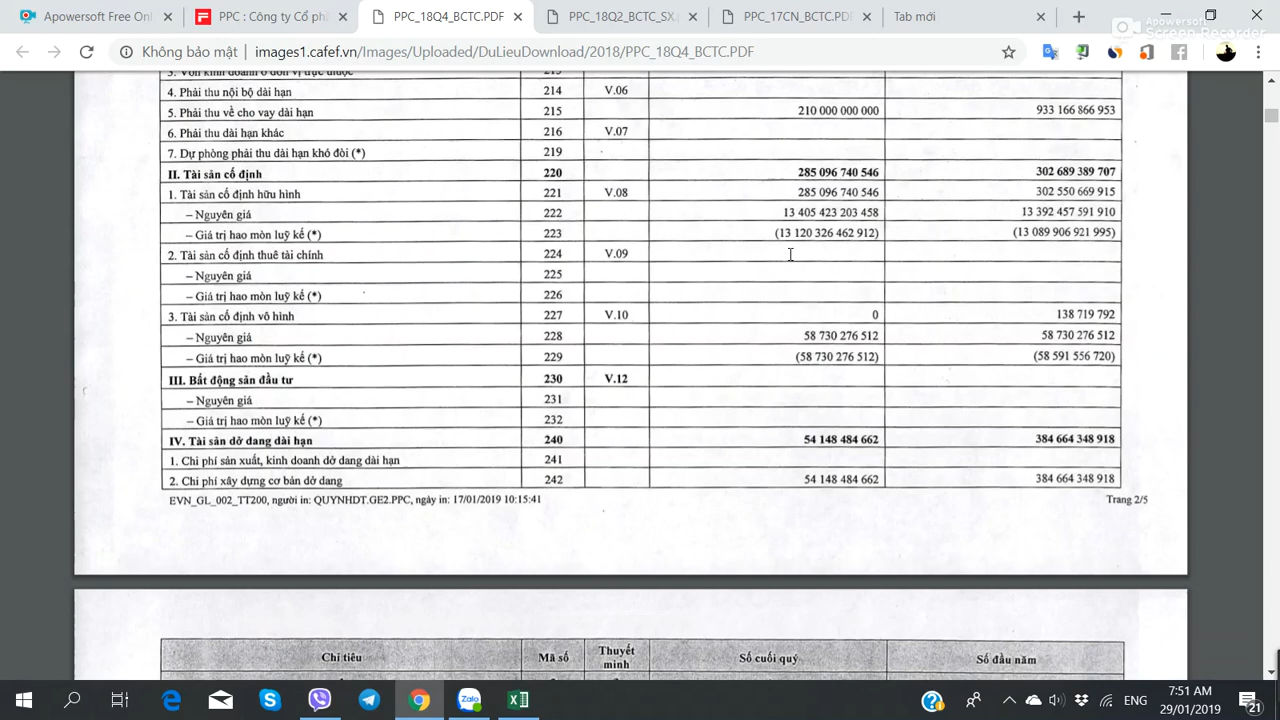 Apowersoft Free Onl
PPC : Công ty Cổ ph
PPC_18Q4_BCTC.PDF
PPC_18Q2_BCTC_SX.p
PPC_17CN_BCTC.PDF
Tab mới
Apowersoft
Screen Recorder
Không bảo mật
images1.cafef.vn/Images/Uploaded/DuLieuDownload/2018/PPC_18Q4_BCTC.PDF
3. Vốn kinh doanh ở đơn vị trực thuộc 213
4. Phải thu nội bộ dài hạn 214 V.06
5. Phải thu về cho vay dài hạn 215 210 000 000 000 933 166 866 953
6. Phải thu dài hạn khác 216 V.07
7. Dự phòng phải thu dài hạn khó đòi (*) 219
II. Tài sản cố định 220 285 096 740 546 302 689 389 707
1. Tài sản cố định hữu hình 221 V.08 285 096 740 546 302 550 669 915
– Nguyên giá 222 13 405 423 203 458 13 392 457 591 910
– Giá trị hao mòn luỹ kế (*) 223 (13 120 326 462 912) (13 089 906 921 995)
2. Tài sản cố định thuê tài chính 224 V.09
– Nguyên giá 225
– Giá trị hao mòn luỹ kế (*) 226
3. Tài sản cố định vô hình 227 V.10 0 138 719 792
– Nguyên giá 228 58 730 276 512 58 730 276 512
– Giá trị hao mòn luỹ kế (*) 229 (58 730 276 512) (58 591 556 720)
III. Bất động sản đầu tư 230 V.12
– Nguyên giá 231
– Giá trị hao mòn luỹ kế (*) 232
IV. Tài sản dở dang dài hạn 240 54 148 484 662 384 664 348 918
1. Chi phí sản xuất, kinh doanh dở dang dài hạn 241
2. Chi phí xây dựng cơ bản dở dang 242 54 148 484 662 384 664 348 918
EVN_GL_002_TT200, người in: QUYNHDT.GE2.PPC, ngày in: 17/01/2019 10:15:41 Trang 2/5
Chỉ tiêu Mã số Thuyết minh Số cuối quý Số đầu năm
Zalo
ENG
7:51 AM
29/01/2019
21